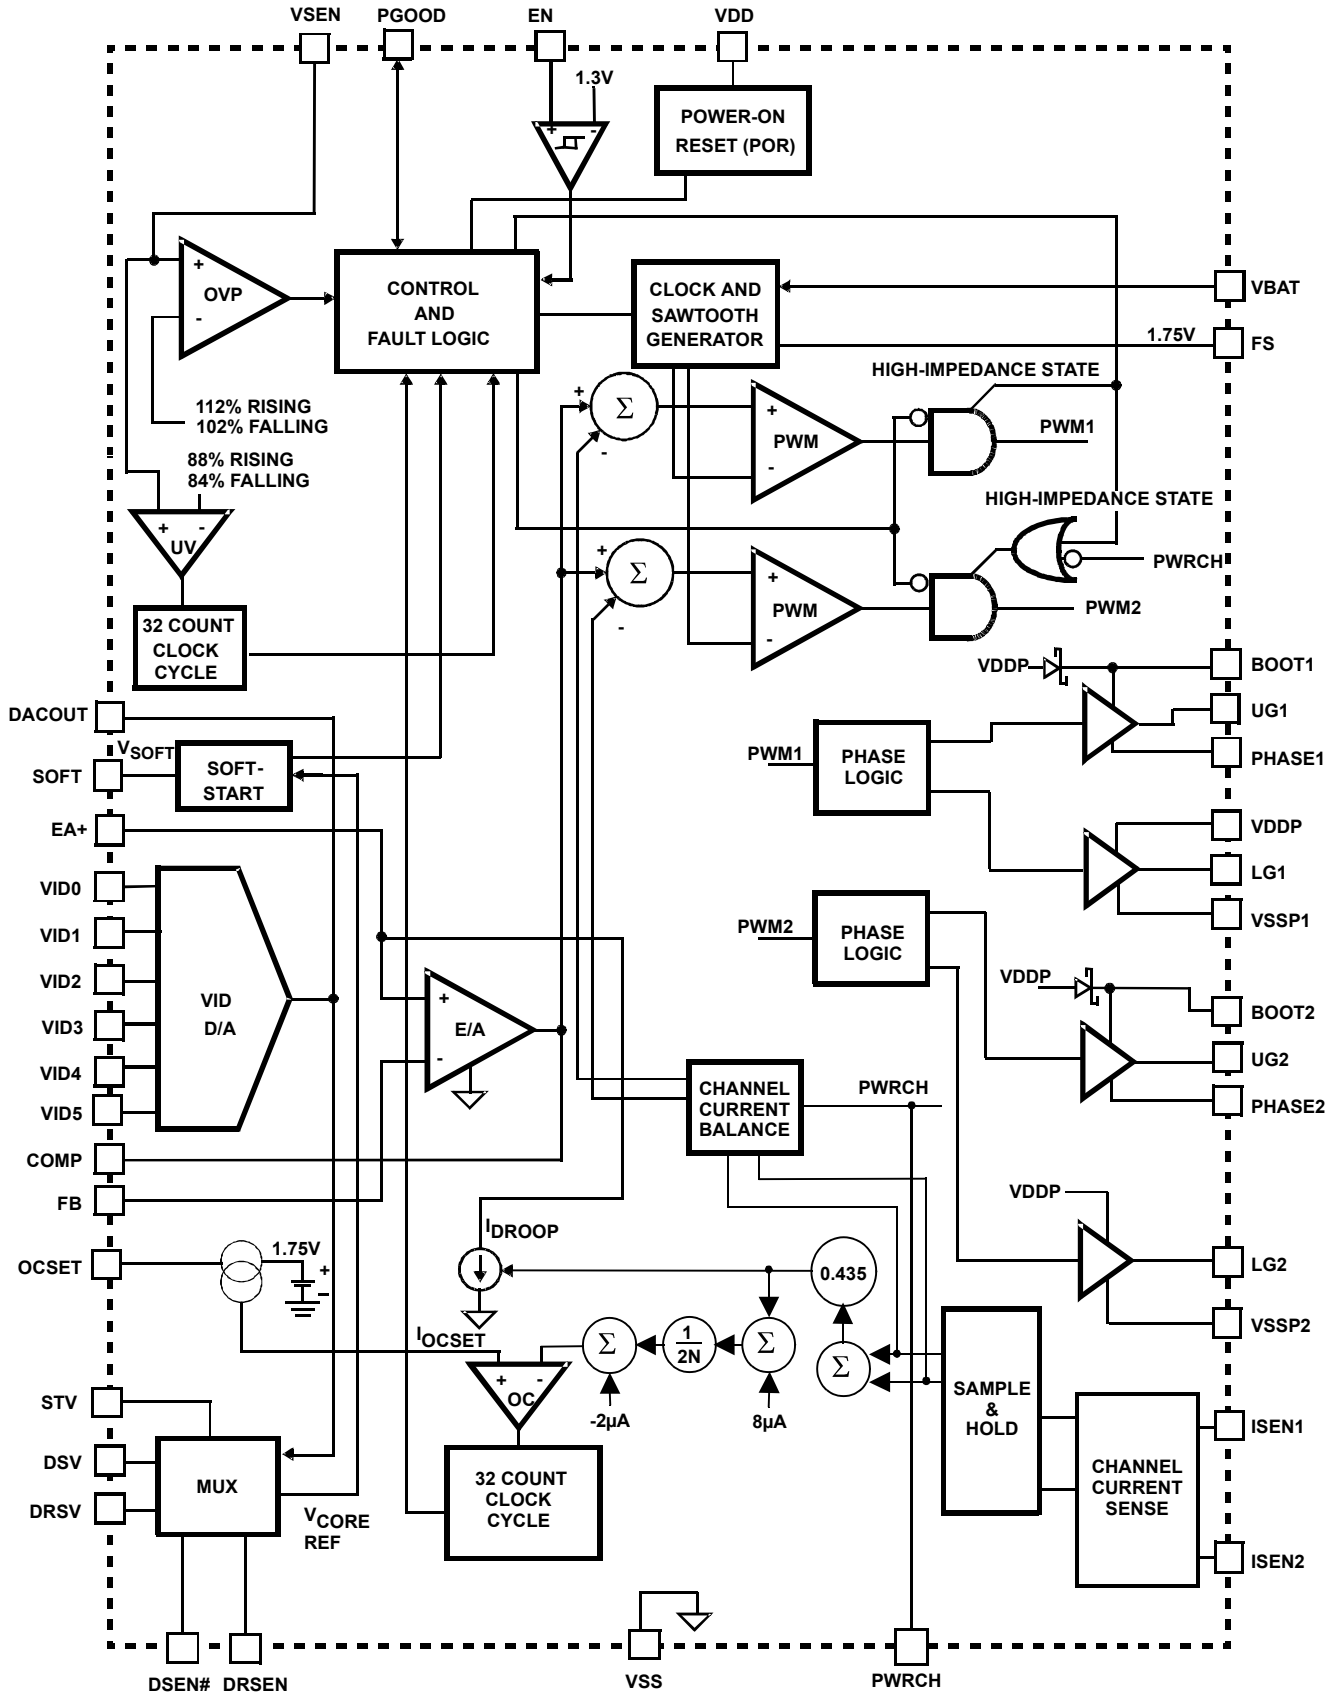 VSEN
PGOOD
EN
VDD
1.3V
+ -
POWER-ON
RESET (POR)
+
OVP
-
CONTROL
AND
FAULT LOGIC
CLOCK AND
SAWTOOTH
GENERATOR
VBAT
1.75V
FS
HIGH-IMPEDANCE STATE
112% RISING
102% FALLING
88% RISING
84% FALLING
+
Σ
-
+
PWM
-
PWM1
HIGH-IMPEDANCE STATE
+ -
UV
+
Σ
-
+
PWM
-
PWRCH
PWM2
32 COUNT
CLOCK
CYCLE
VDDP
BOOT1
UG1
PHASE1
DACOUT
VSOFT
SOFT
SOFT-
START
PWM1
PHASE
LOGIC
EA+
VDDP
LG1
VSSP1
VID0
VID1
VID2
VID3
VID4
VID5
VID
D/A
PWM2
PHASE
LOGIC
+
E/A
-
VDDP
BOOT2
UG2
PHASE2
CHANNEL
CURRENT
BALANCE
PWRCH
COMP
FB
VDDP
IDROOP
OCSET
1.75V
+
-
0.435
LG2
VSSP2
IOCSET
+ -
OC
Σ
1
2N
Σ
Σ
-2µA
8µA
SAMPLE
&
HOLD
STV
DSV
DRSV
MUX
VCORE
REF
32 COUNT
CLOCK
CYCLE
CHANNEL
CURRENT
SENSE
ISEN1
ISEN2
DSEN#
DRSEN
VSS
PWRCH